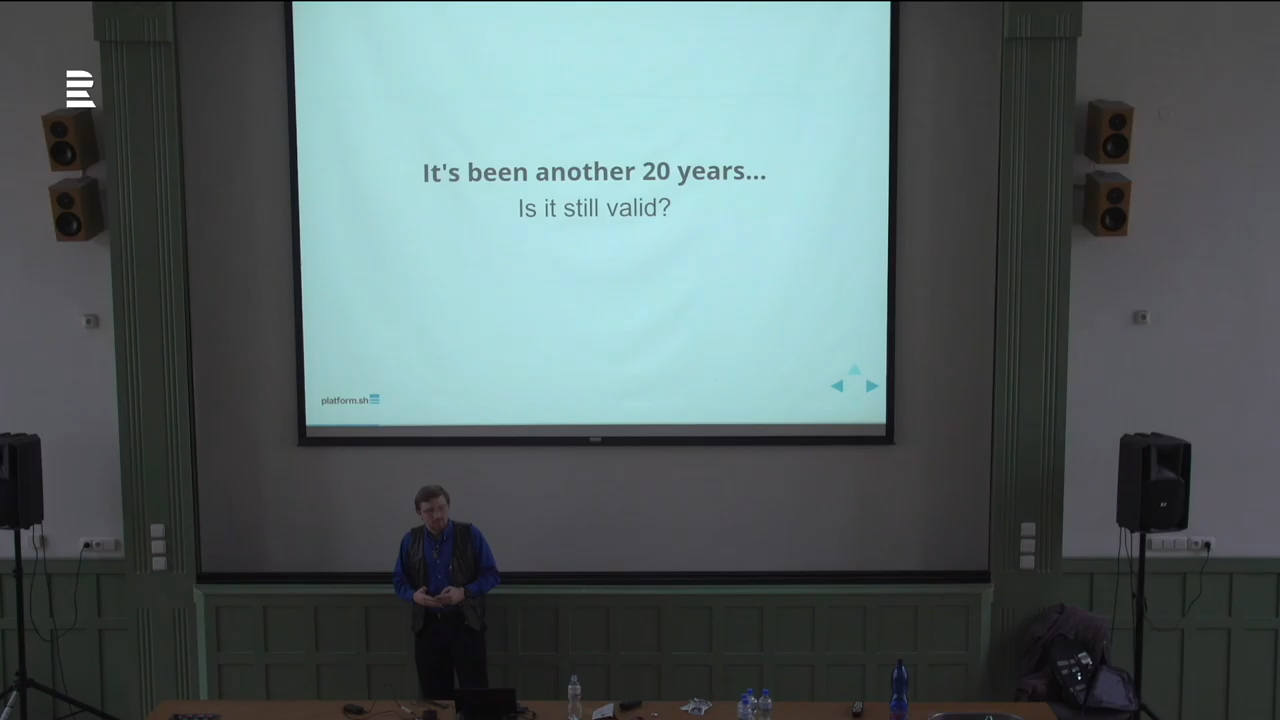 It's been another 20 years...
Is it still valid?
platform.sh